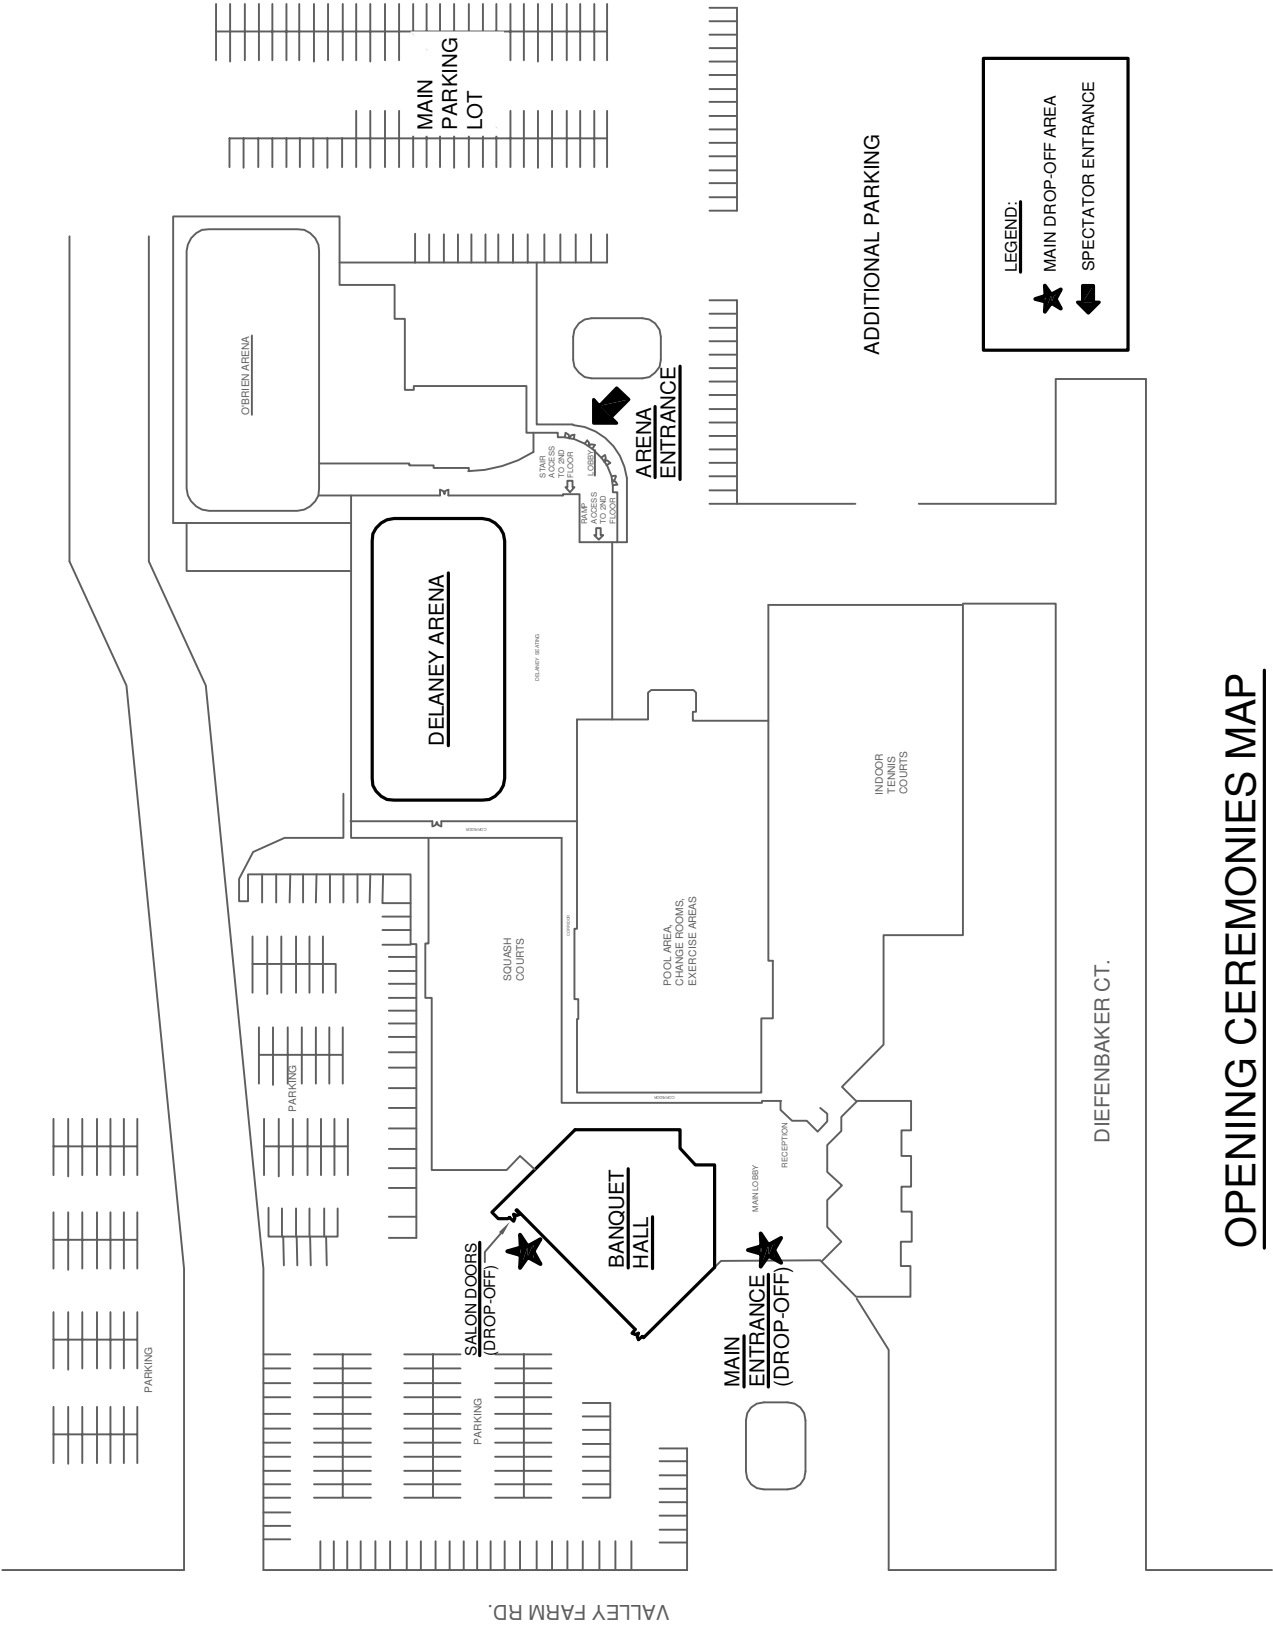 OPENING CEREMONIES MAP
LEGEND:
MAIN DROP-OFF AREA
SPECTATOR ENTRANCE
MAIN
PARKING
LOT
ADDITIONAL PARKING
O'BRIEN ARENA
ARENA
ENTRANCE
STAIR
ACCESS
TO 2ND
FLOOR
LOBBY
RAMP
ACCESS
TO 2ND
FLOOR
DELANEY ARENA
DELANEY SEATING
INDOOR
TENNIS
COURTS
CORRIDOR
SQUASH
COURTS
CORRIDOR
POOL AREA,
CHANGE ROOMS,
EXERCISE AREAS
CORRIDOR
PARKING
RECEPTION
MAIN LOBBY
BANQUET
HALL
SALON DOORS
(DROP-OFF)
MAIN
ENTRANCE
(DROP-OFF)
PARKING
PARKING
DIEFENBAKER CT.
VALLEY FARM RD.